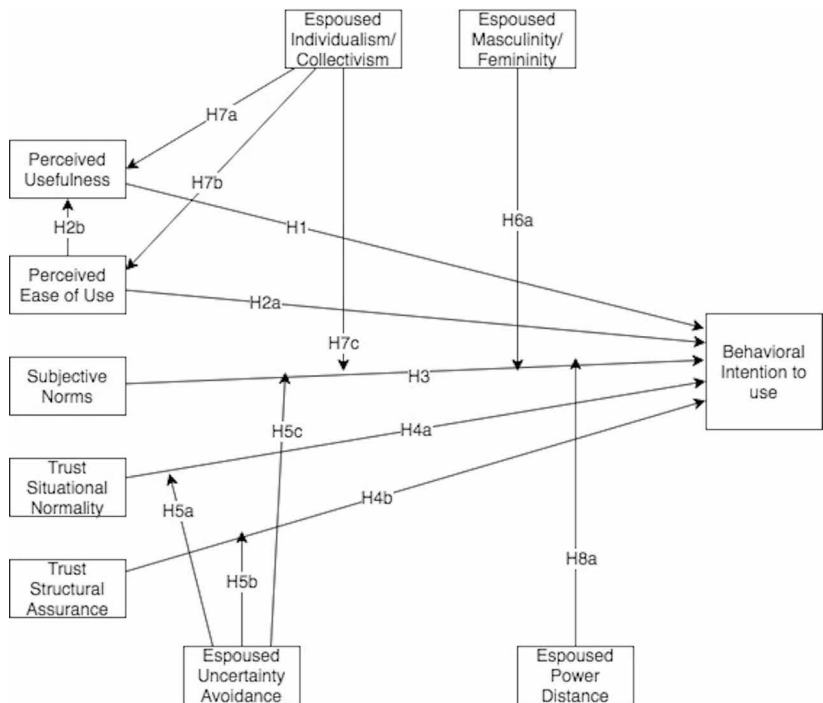 Espoused
Individualism/
Collectivism
Espoused
Masculinity/
Femininity
H7a
Perceived
Usefulness
H7b
H2b
H1
H6a
Perceived
Ease of Use
H2a
H7c
Behavioral
Intention to
use
Subjective
Norms
H3
H5c
H4a
Trust
Situational
Normality
H5a
H4b
H8a
Trust
Structural
Assurance
H5b
Espoused
Uncertainty
Avoidance
Espoused
Power
Distance